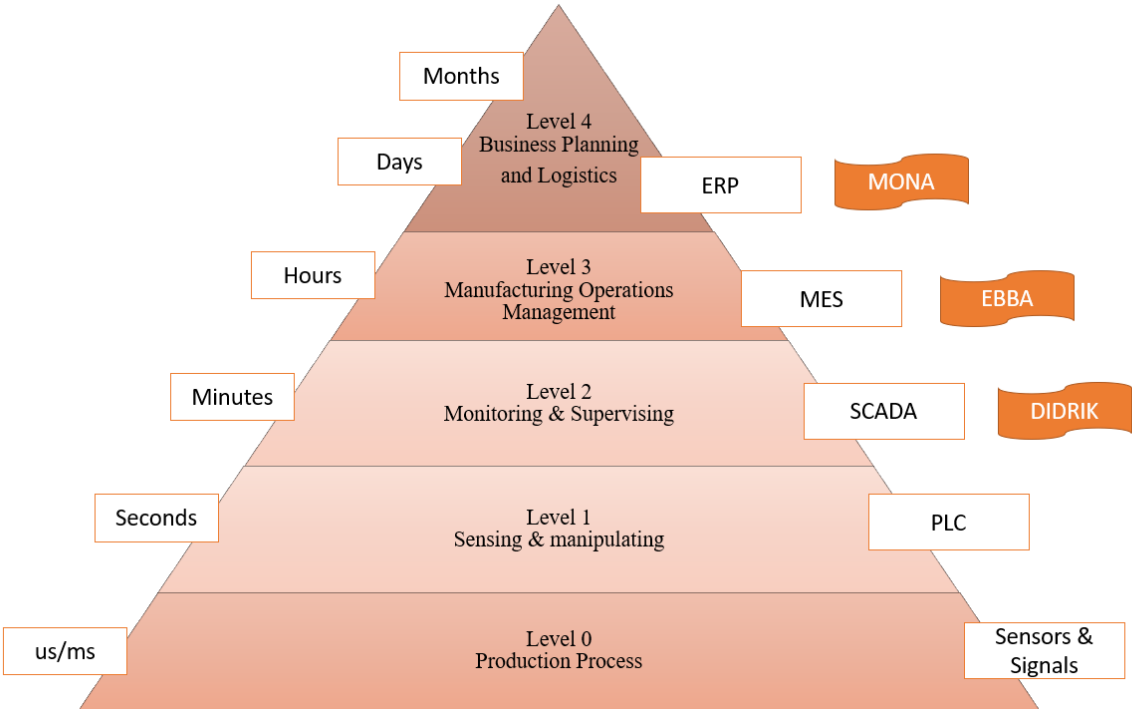 Months
Level 4
Business Planning
and Logistics
Days
ERP
MONA
Hours
Level 3
Manufacturing Operations
Management
MES
EBBA
Minutes
Level 2
Monitoring & Supervising
SCADA
DIDRIK
Seconds
Level 1
Sensing & manipulating
PLC
us/ms
Level 0
Production Process
Sensors &
Signals